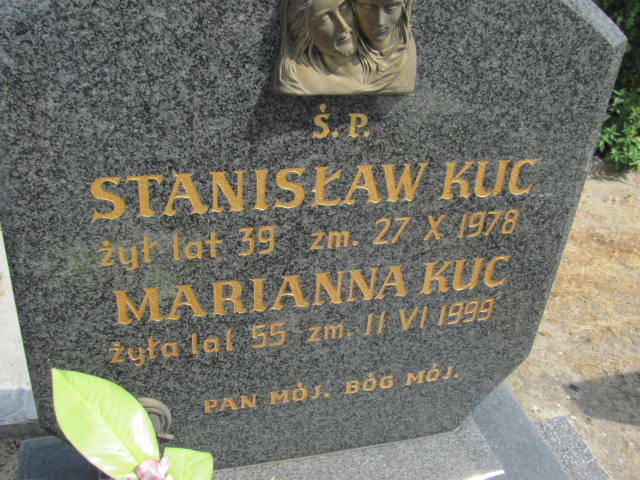 Ś.P.
STANISŁAW KUC
żył lat 39 zm. 27 X 1978
MARIANNA KUC
żyła lat 55 zm. 11 VI 1999
PAN MÓJ. BÓG MÓJ.